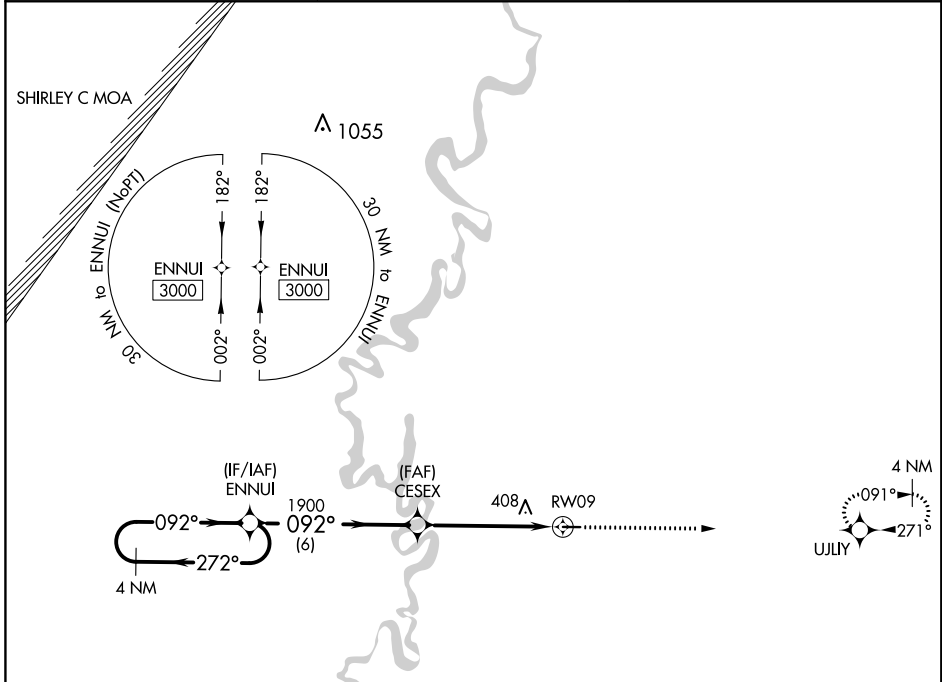 SHIRLEY C MOA
1055
30 NM to ENNUI (NoPT)
182°
182°
30 NM to ENNUI
ENNUI
3000
ENNUI
3000
002°
002°
(IF/IAF)
ENNUI
092°
272°
4 NM
1900
092°
(6)
(FAF)
CESEX
408
RW09
4 NM
091°
271°
UJLIY